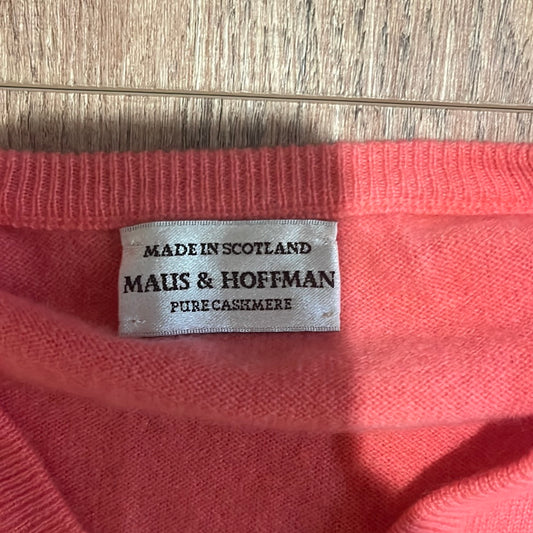 MADE IN SCOTLAND
MAUS & HOFFMAN
PURE CASHMERE